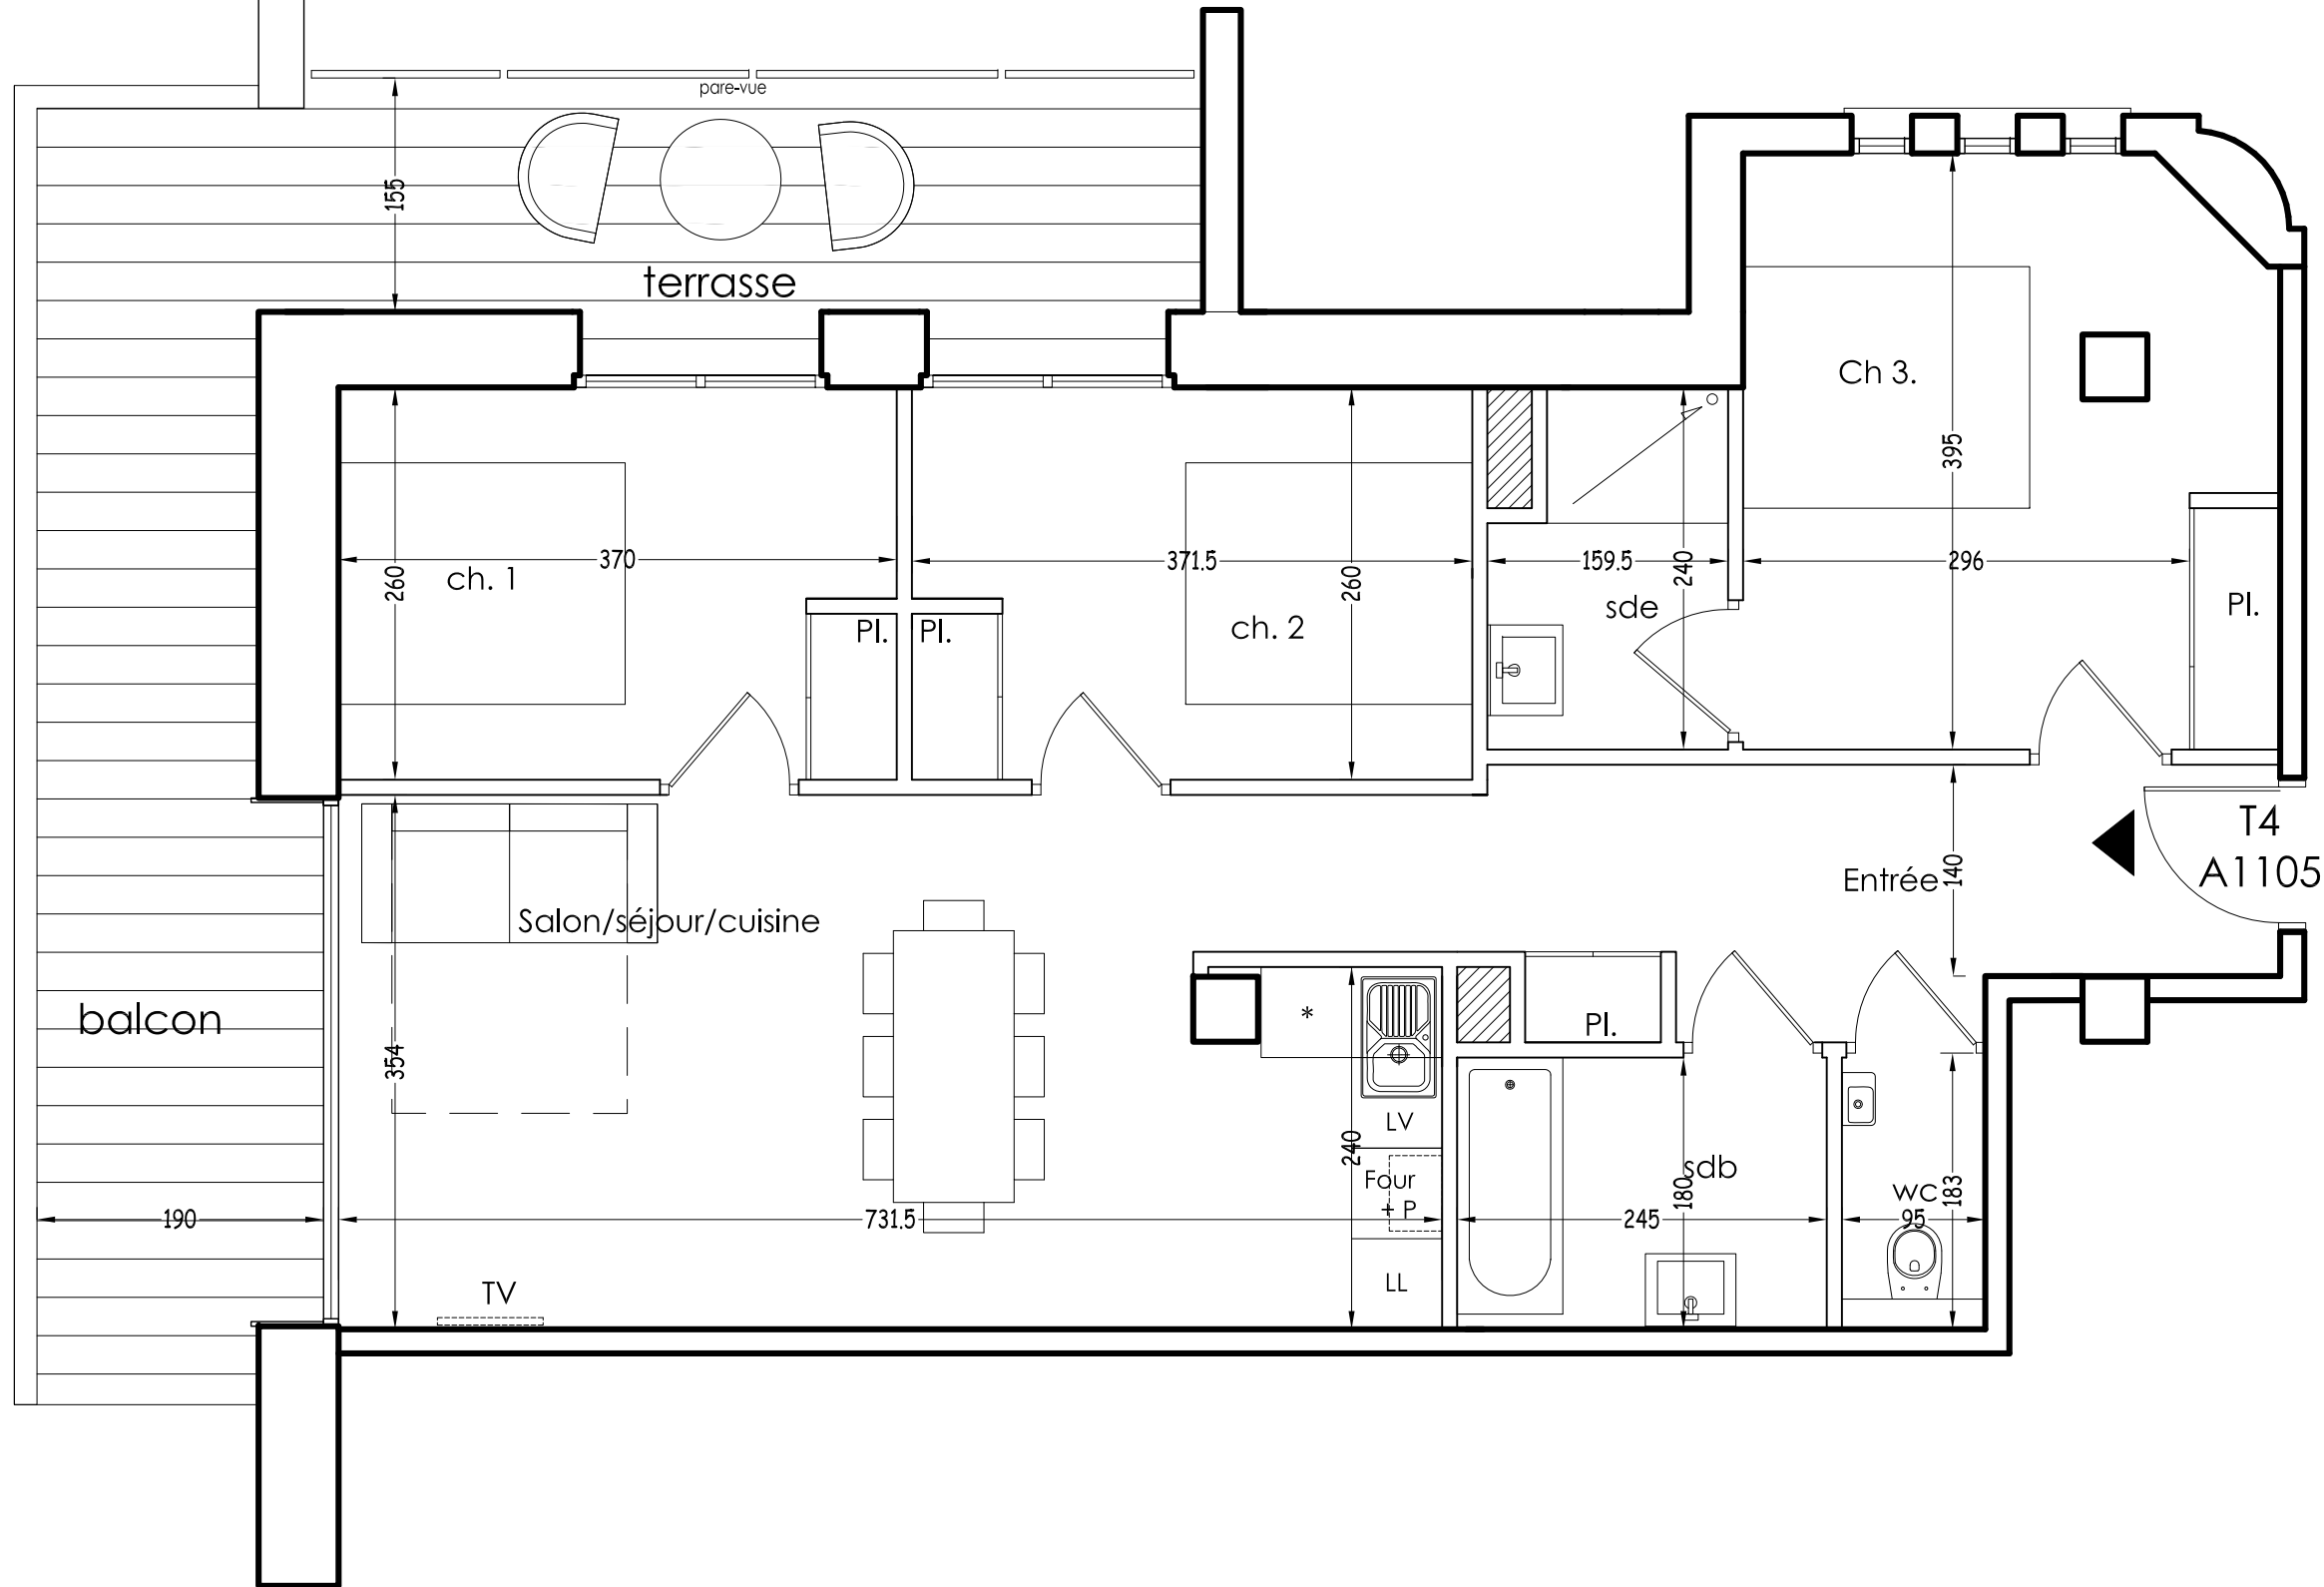 pare-vue
155
terrasse
Ch 3.
395
370
371.5
159.5
240
296
260
ch. 1
260
sde
Pl.
Pl.
Pl.
ch. 2
T4
A1105
Entrée
140
Salon/séjour/cuisine
balcon
*
Pl.
354
LV
240
Four
+ P
sdb
180
WC
183
190
731.5
245
95
TV
LL